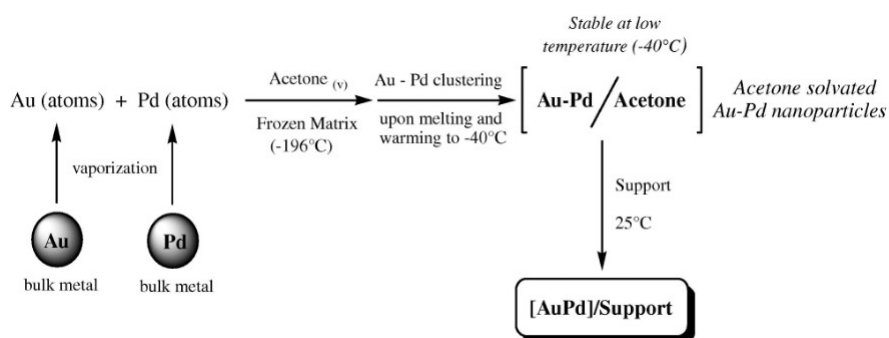 Stable at low
temperature (-40°C)
Au (atoms) + Pd (atoms)
Acetone (v)
Frozen Matrix
(-196°C)
Au - Pd clustering
upon melting and
warming to -40°C
[ Au-Pd / Acetone ]
Acetone solvated
Au-Pd nanoparticles
vaporization
Support
25°C
Au
Pd
bulk metal
bulk metal
[AuPd]/Support